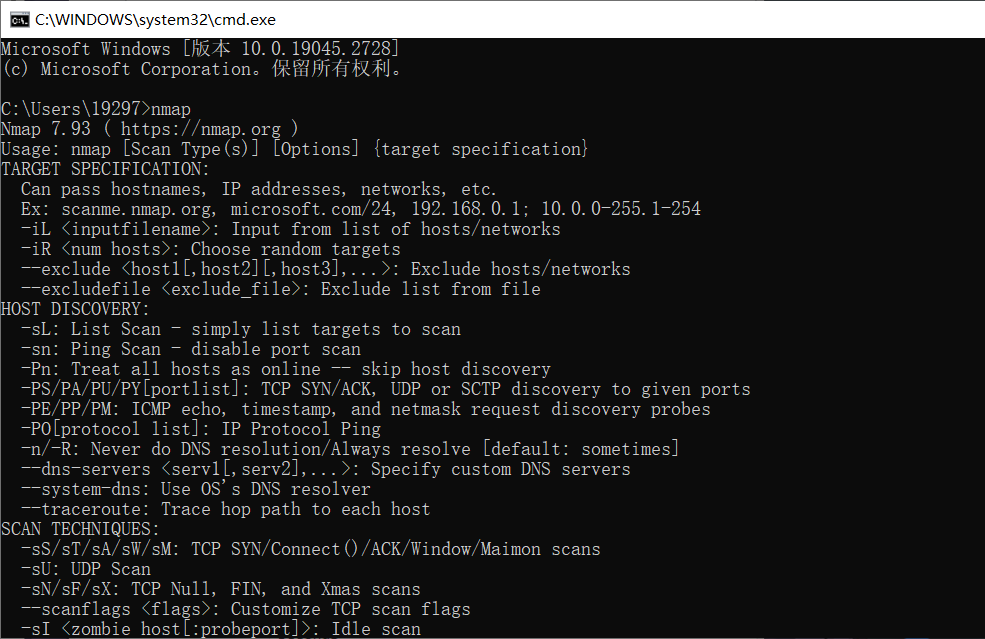 C:\WINDOWS\system32\cmd.exe
Microsoft Windows [版本 10.0.19045.2728]
(c) Microsoft Corporation。保留所有权利。
C:\Users\19297>nmap
Nmap 7.93 ( https://nmap.org )
Usage: nmap [Scan Type(s)] [Options] {target specification}
TARGET SPECIFICATION:
  Can pass hostnames, IP addresses, networks, etc.
  Ex: scanme.nmap.org, microsoft.com/24, 192.168.0.1; 10.0.0-255.1-254
  -iL <inputfilename>: Input from list of hosts/networks
  -iR <num hosts>: Choose random targets
  --exclude <host1[,host2][,host3],...>: Exclude hosts/networks
  --excludefile <exclude_file>: Exclude list from file
HOST DISCOVERY:
  -sL: List Scan - simply list targets to scan
  -sn: Ping Scan - disable port scan
  -Pn: Treat all hosts as online -- skip host discovery
  -PS/PA/PU/PY[portlist]: TCP SYN/ACK, UDP or SCTP discovery to given ports
  -PE/PP/PM: ICMP echo, timestamp, and netmask request discovery probes
  -PO[protocol list]: IP Protocol Ping
  -n/-R: Never do DNS resolution/Always resolve [default: sometimes]
  --dns-servers <serv1[,serv2],...>: Specify custom DNS servers
  --system-dns: Use OS's DNS resolver
  --traceroute: Trace hop path to each host
SCAN TECHNIQUES:
  -sS/sT/sA/sW/sM: TCP SYN/Connect()/ACK/Window/Maimon scans
  -sU: UDP Scan
  -sN/sF/sX: TCP Null, FIN, and Xmas scans
  --scanflags <flags>: Customize TCP scan flags
  -sI <zombie host[:probeport]>: Idle scan